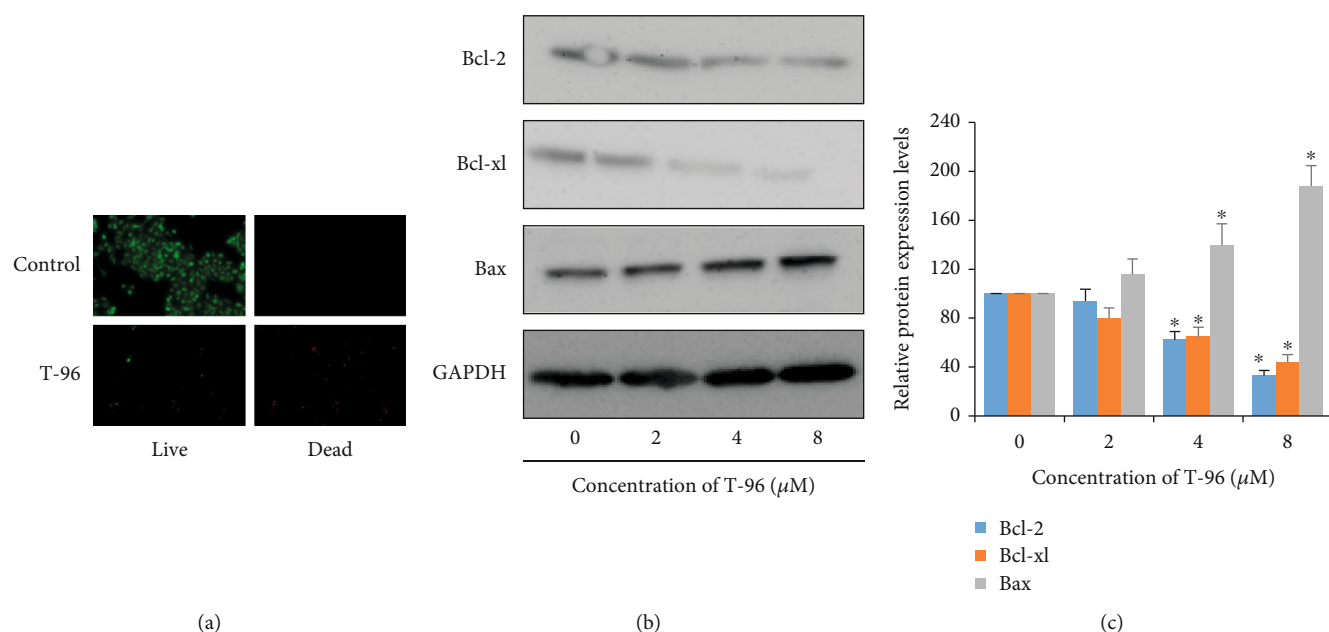 Control
T-96
Live
Dead
(a)
Bcl-2
Bcl-xl
Bax
GAPDH
0 2 4 8
Concentration of T-96 (μM)
(b)
Relative protein expression levels
240
200
160
120
80
40
0
* * * * * *
0 2 4 8
Concentration of T-96 (μM)
Bcl-2
Bcl-xl
Bax
(c)